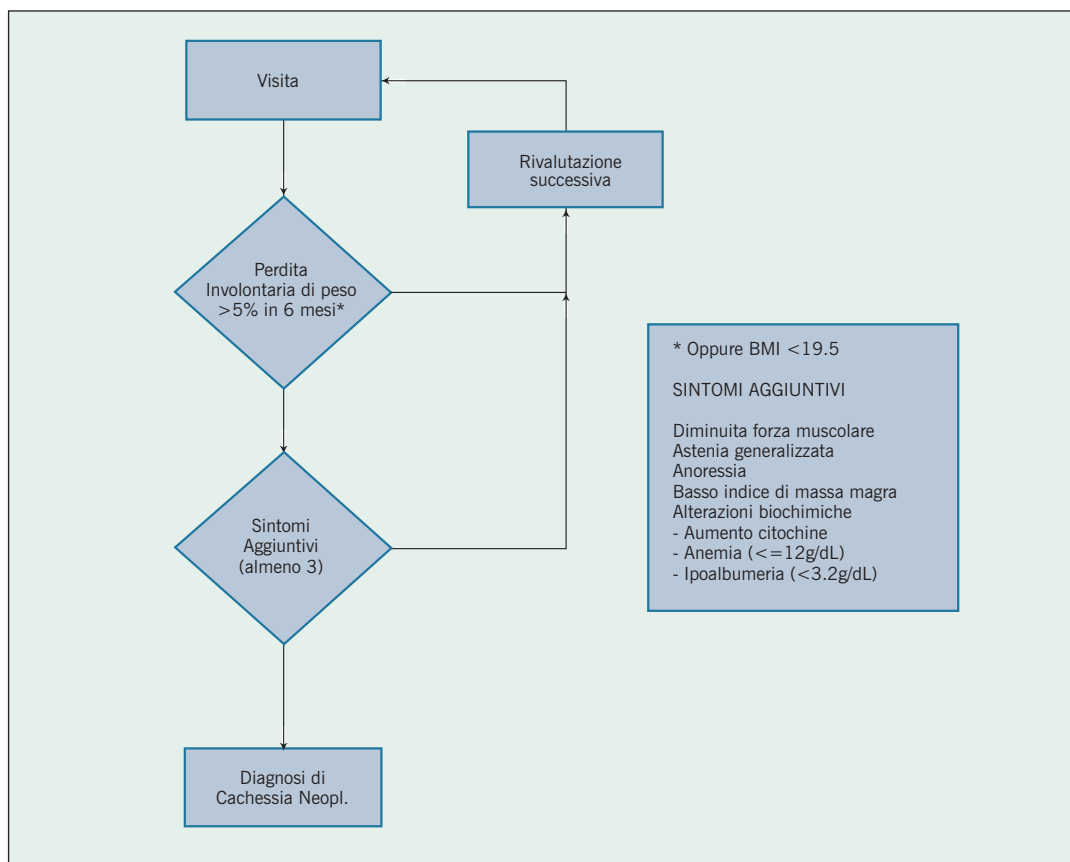 Visita
Rivalutazione
successiva
Perdita
Involontaria di peso
>5% in 6 mesi*
Sintomi
Aggiuntivi
(almeno 3)
Diagnosi di
Cachessia Neopl.
* Oppure BMI <19.5
SINTOMI AGGIUNTIVI
Diminuita forza muscolare
Astenia generalizzata
Anoressia
Basso indice di massa magra
Alterazioni biochimiche
- Aumento citochine
- Anemia (<=12g/dL)
- Ipoalbumeria (<3.2g/dL)